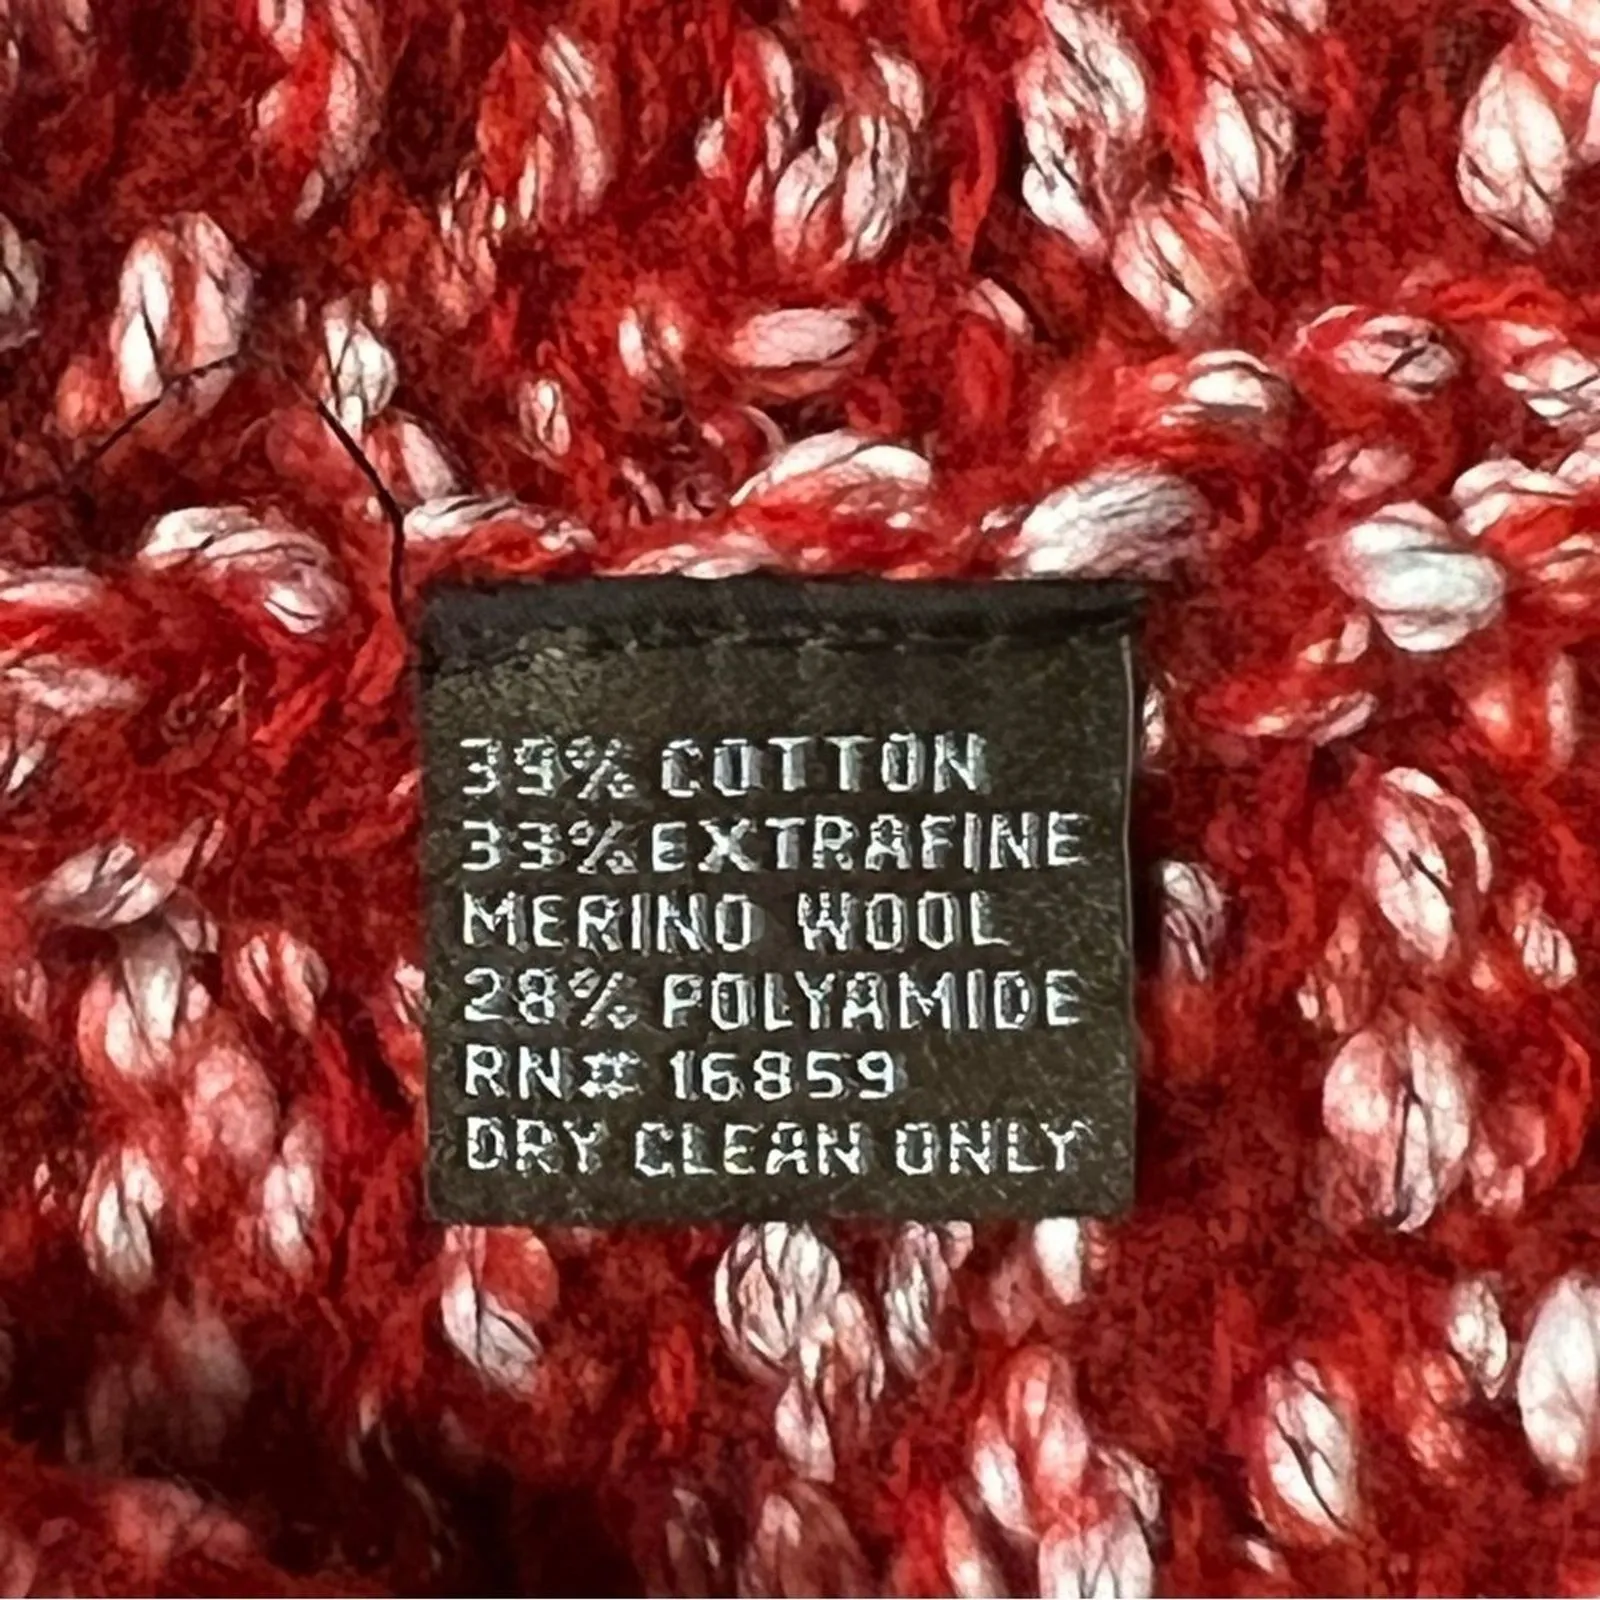 39% COTTON
33% EXTRAFINE
MERINO WOOL
28% POLYAMIDE
RN# 16859
DRY CLEAN ONLY